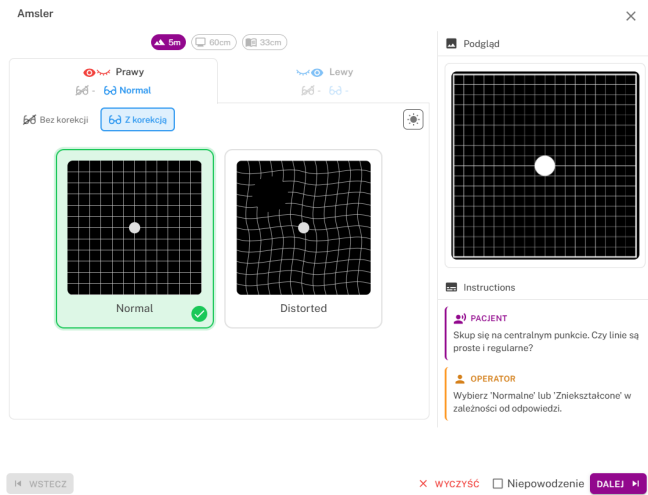 Amsler
5m
60cm
33cm
Prawy
- Normal
Lewy
- -
Bez korekcji
Z korekcją
Normal
Distorted
Podgląd
Instructions
PACJENT
Skup się na centralnym punkcie. Czy linie są
proste i regularne?
OPERATOR
Wybierz 'Normalne' lub 'Zniekształcone' w
zależności od odpowiedzi.
WSTECZ
WYCZYŚĆ
Niepowodzenie
DALEJ